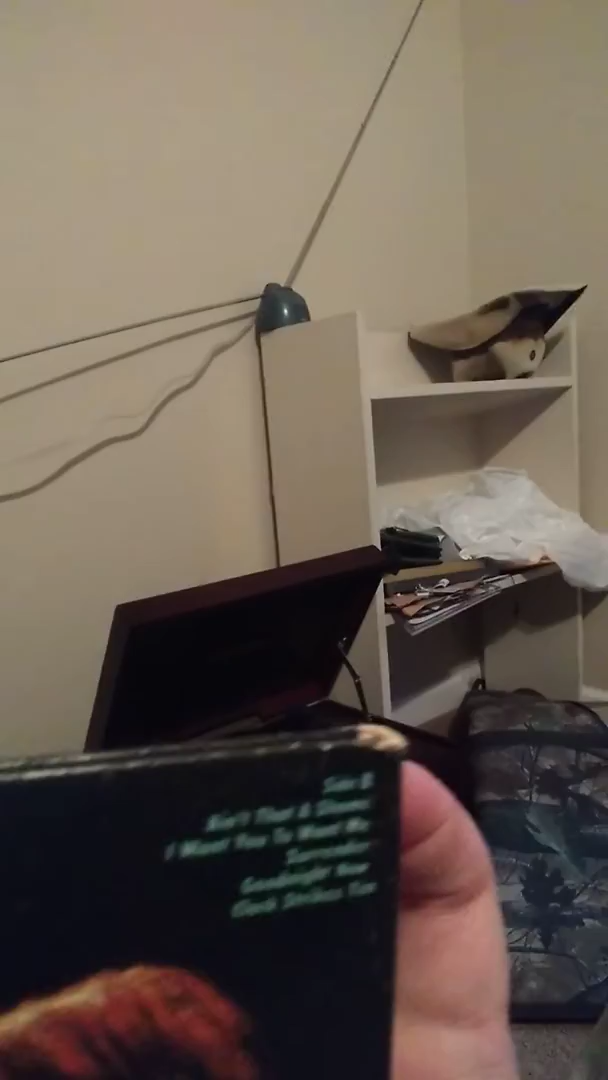 Side B
Ain't That A Shame
I Want You To Want Me
Surrender
Goodnight Now
Clock Strikes Ten